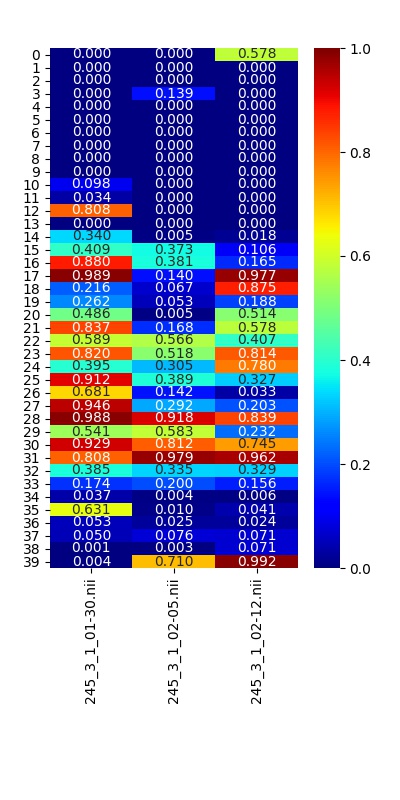 0 0.000 0.000 0.578 1.0
1 0.000 0.000 0.000
2 0.000 0.000 0.000
3 0.000 0.139 0.000
4 0.000 0.000 0.000
5 0.000 0.000 0.000
6 0.000 0.000 0.000
7 0.000 0.000 0.000
8 0.000 0.000 0.000 0.8
9 0.000 0.000 0.000
10 0.098 0.000 0.000
11 0.034 0.000 0.000
12 0.808 0.000 0.000
13 0.000 0.000 0.000
14 0.340 0.005 0.018
15 0.409 0.373 0.106
16 0.880 0.381 0.165 0.6
17 0.989 0.140 0.977
18 0.216 0.067 0.875
19 0.262 0.053 0.188
20 0.486 0.005 0.514
21 0.837 0.168 0.578
22 0.589 0.566 0.407
23 0.820 0.518 0.814
24 0.395 0.305 0.780 0.4
25 0.912 0.389 0.327
26 0.681 0.142 0.033
27 0.946 0.292 0.203
28 0.988 0.918 0.839
29 0.541 0.583 0.232
30 0.929 0.812 0.745
31 0.808 0.979 0.962
32 0.385 0.335 0.329 0.2
33 0.174 0.200 0.156
34 0.037 0.004 0.006
35 0.631 0.010 0.041
36 0.053 0.025 0.024
37 0.050 0.076 0.071
38 0.001 0.003 0.071
39 0.004 0.710 0.992 0.0
245_3_1_01-30.nii
245_3_1_02-05.nii
245_3_1_02-12.nii